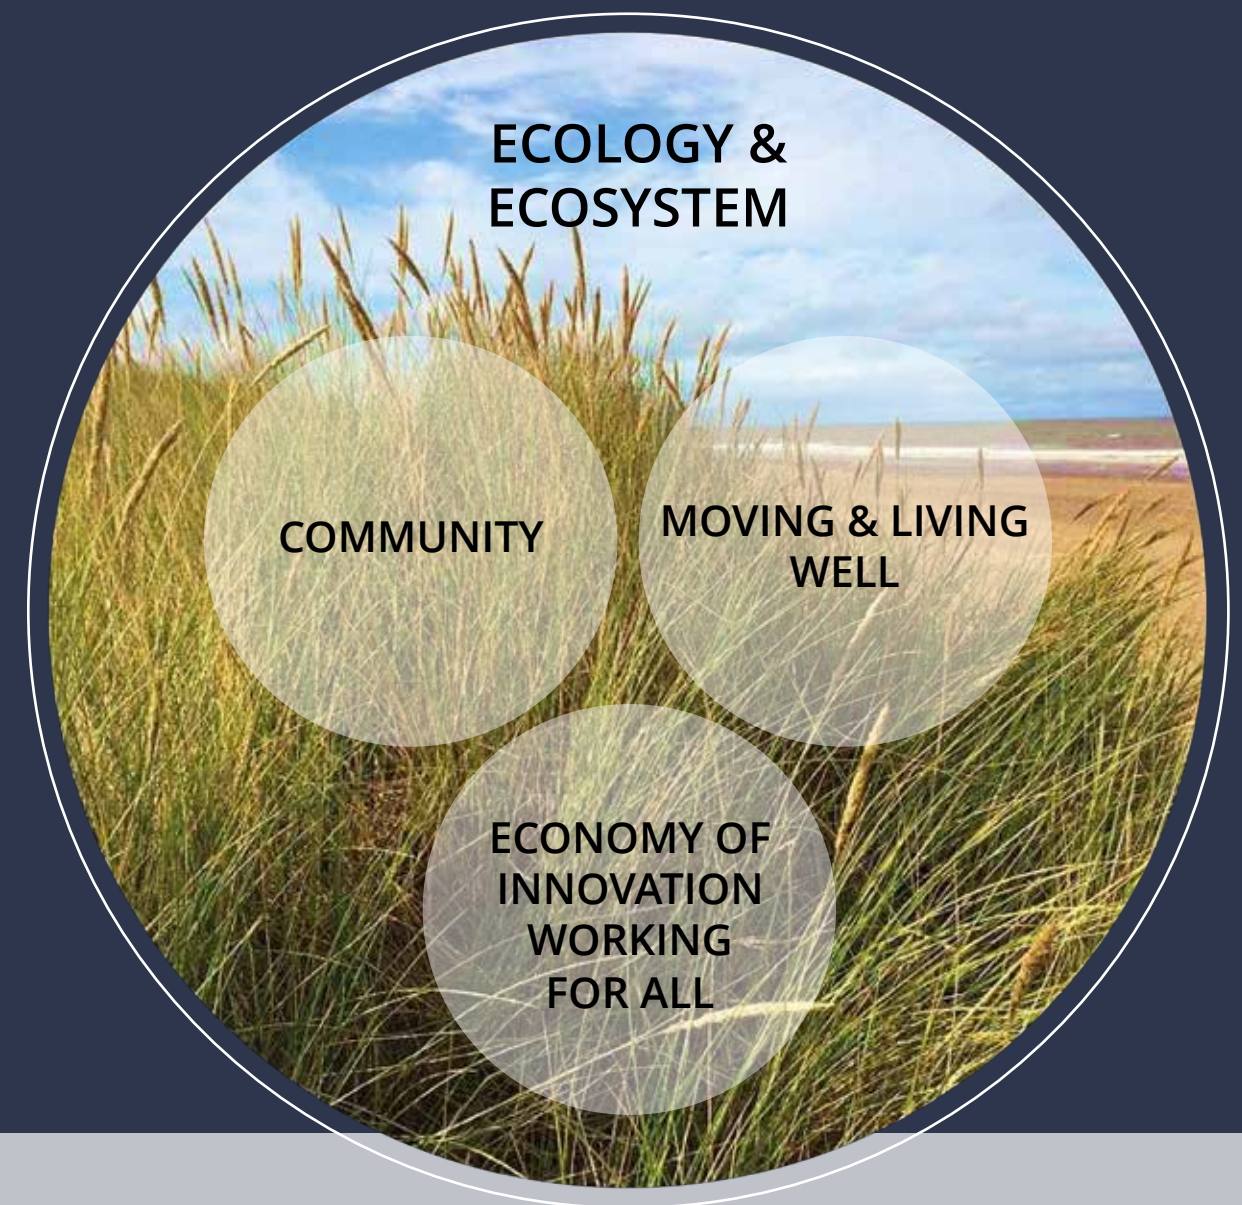 ECOLOGY &
ECOSYSTEM
COMMUNITY
MOVING & LIVING
WELL
ECONOMY OF
INNOVATION
WORKING
FOR ALL